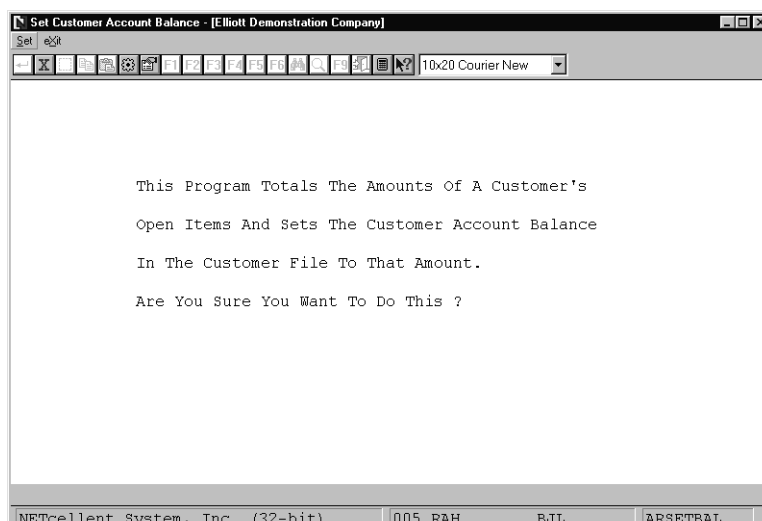 Set Customer Account Balance - [Elliott Demonstration Company]
Set eXit
X F1 F2 F3 F4 F5 F6 F9 10x20 Courier New
This Program Totals The Amounts Of A Customer's
Open Items And Sets The Customer Account Balance
In The Customer File To That Amount.
Are You Sure You Want To Do This ?
NETcellent System, Inc. (32-bit) 005 RAH BJL ARSETBAL